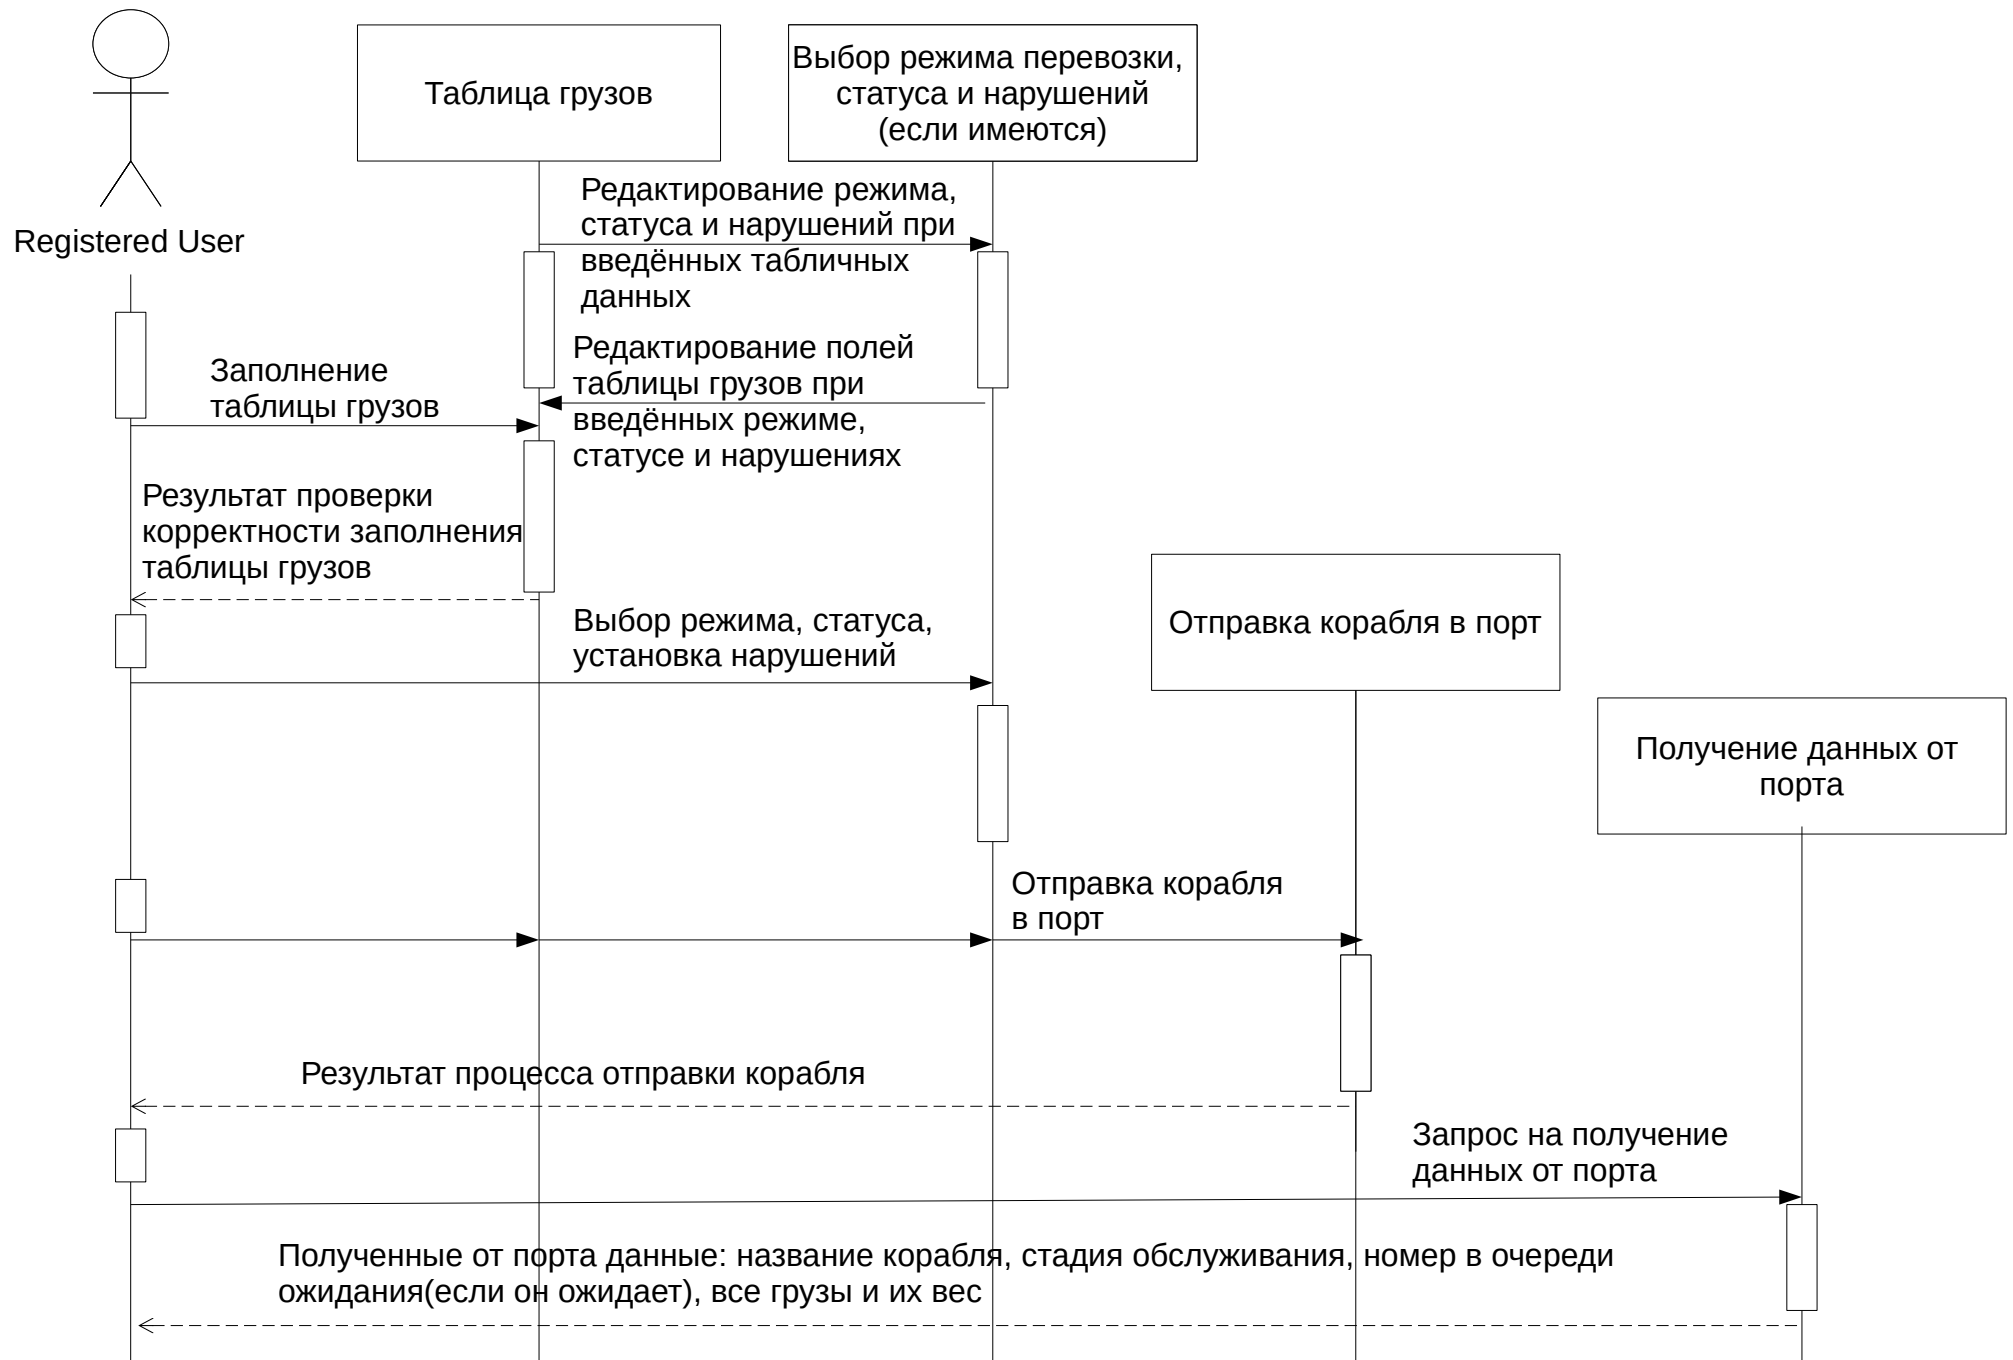 Таблица грузов
Выбор режима перевозки,
статуса и нарушений
(если имеются)
Registered User
Редактирование режима,
статуса и нарушений при
введённых табличных
данных
Редактирование полей
таблицы грузов при
введённых режиме,
статусе и нарушениях
Заполнение
таблицы грузов
Результат проверки
корректности заполнения
таблицы грузов
Выбор режима, статуса,
установка нарушений
Отправка корабля в порт
Получение данных от
порта
Отправка корабля
в порт
Результат процесса отправки корабля
Запрос на получение
данных от порта
Полученные от порта данные: название корабля, стадия обслуживания, номер в очереди
ожидания(если он ожидает), все грузы и их вес